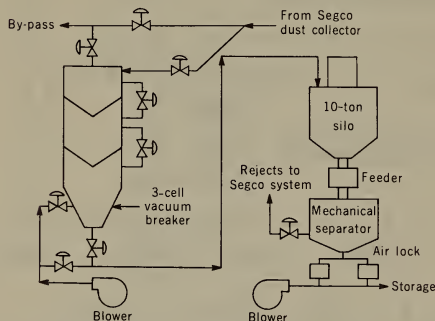 By-pass
From Segco
dust collector
10-ton
silo
Rejects to
Segco system
Feeder
3-cell
vacuum
breaker
Mechanical
separator
Air lock
Storage
Blower
Blower